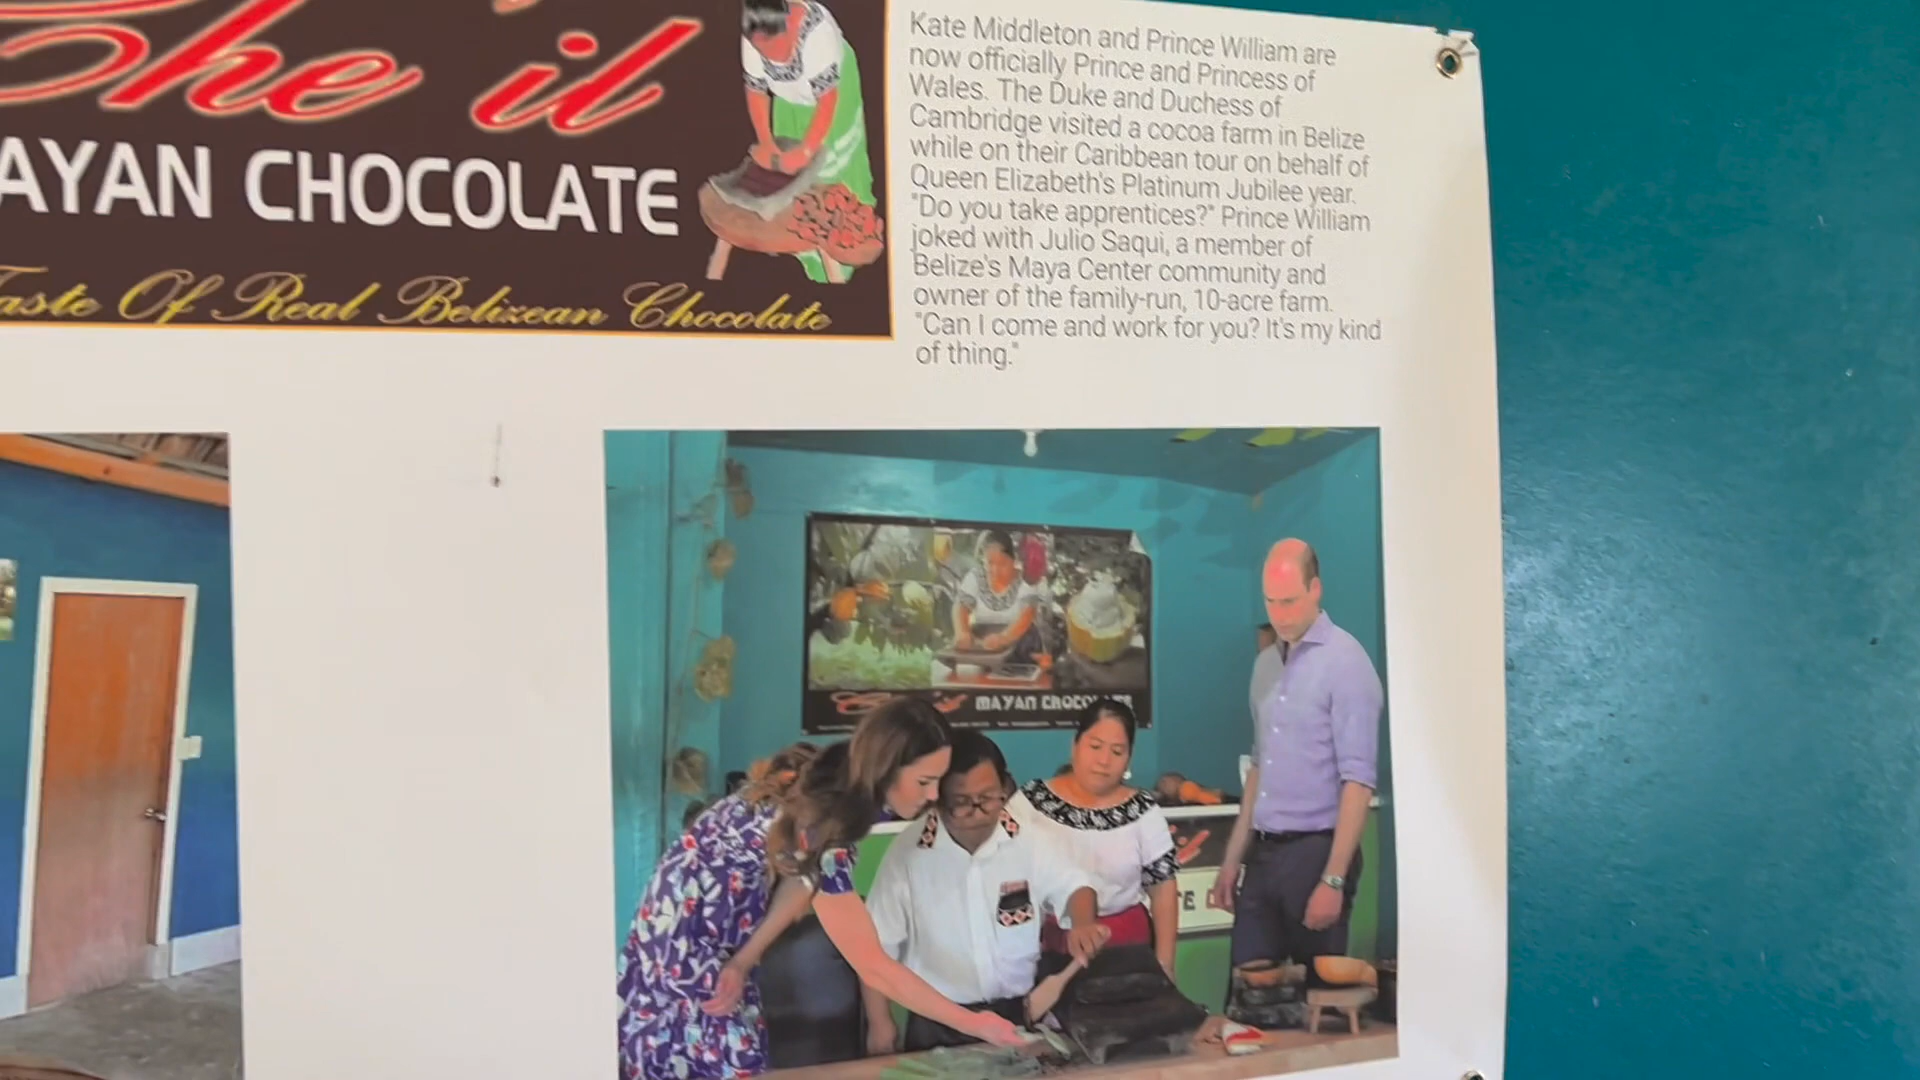 Che'il
MAYAN CHOCOLATE
Taste Of Real Belizean Chocolate
Kate Middleton and Prince William are
now officially Prince and Princess of
Wales. The Duke and Duchess of
Cambridge visited a cocoa farm in Belize
while on their Caribbean tour on behalf of
Queen Elizabeth's Platinum Jubilee year.
"Do you take apprentices?" Prince William
joked with Julio Saqui, a member of
Belize's Maya Center community and
owner of the family-run, 10-acre farm.
"Can I come and work for you? It's my kind
of thing."
MAYAN CHOCOLATE